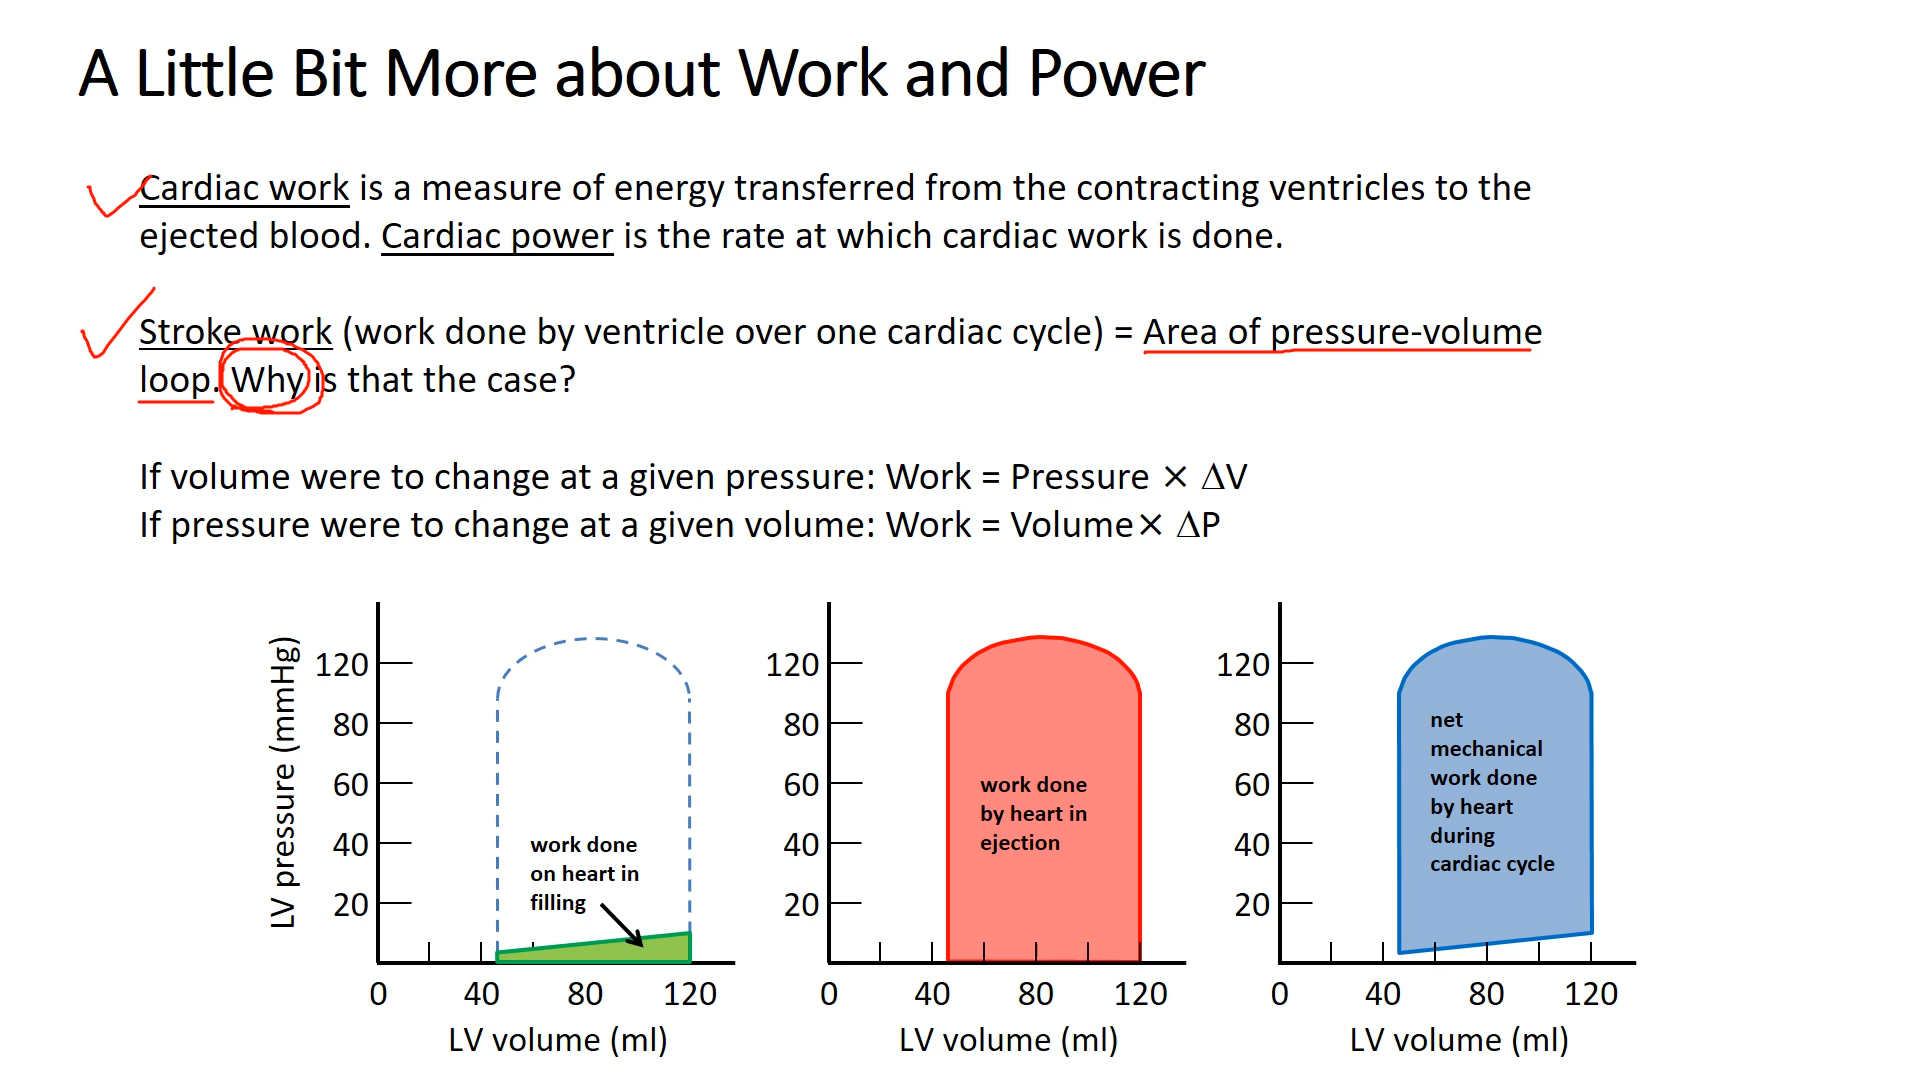 A Little Bit More about Work and Power
Cardiac work is a measure of energy transferred from the contracting ventricles to the
ejected blood. Cardiac power is the rate at which cardiac work is done.
Stroke work (work done by ventricle over one cardiac cycle) = Area of pressure-volume
loop. Why is that the case?
If volume were to change at a given pressure: Work = Pressure × ΔV
If pressure were to change at a given volume: Work = Volume× ΔP
LV pressure (mmHg)
120
80
60
40
20
work done
on heart in
filling
0 40 80 120
LV volume (ml)
120
80
60
40
20
work done
by heart in
ejection
0 40 80 120
LV volume (ml)
120
80
60
40
20
net
mechanical
work done
by heart
during
cardiac cycle
0 40 80 120
LV volume (ml)